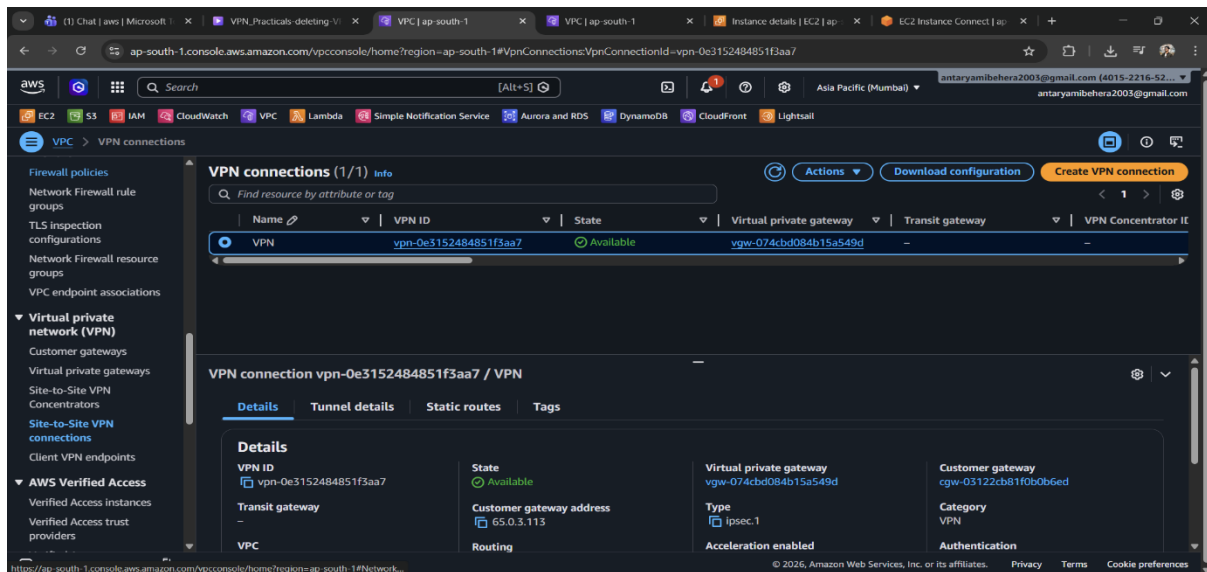 (1) Chat | aws | Microsoft T
VPN_Practicals-deleting-V
VPC | ap-south-1
VPC | ap-south-1
Instance details | EC2 | ap-
EC2 Instance Connect | ap
ap-south-1.console.aws.amazon.com/vpcconsole/home?region=ap-south-1#VpnConnections:VpnConnectionId=vpn-0e3152484851f3aa7
aws
Search
[Alt+S]
1
Asia Pacific (Mumbai) ▼
antaryamibehera2003@gmail.com (4015-2216-52... ▼
antaryamibehera2003@gmail.com
EC2 S3 IAM CloudWatch VPC Lambda Simple Notification Service Aurora and RDS DynamoDB CloudFront Lightsail
VPC > VPN connections
Firewall policies
Network Firewall rule
groups
TLS inspection
configurations
Network Firewall resource
groups
VPC endpoint associations
▼ Virtual private
network (VPN)
Customer gateways
Virtual private gateways
Site-to-Site VPN
Concentrators
Site-to-Site VPN
connections
Client VPN endpoints
▼ AWS Verified Access
Verified Access instances
Verified Access trust
providers
VPN connections (1/1) Info
Actions ▼
Download configuration
Create VPN connection
Find resource by attribute or tag
< 1 >
Name | VPN ID | State | Virtual private gateway | Transit gateway | VPN Concentrator ID
VPN vpn-0e3152484851f3aa7 Available vgw-074cbd084b15a549d – –
VPN connection vpn-0e3152484851f3aa7 / VPN
Details Tunnel details Static routes Tags
Details
VPN ID
vpn-0e3152484851f3aa7
State
Available
Virtual private gateway
vgw-074cbd084b15a549d
Customer gateway
cgw-03122cb81f0b0b6ed
Transit gateway
–
Customer gateway address
65.0.3.113
Type
ipsec.1
Category
VPN
VPC
Routing
Acceleration enabled
Authentication
https://ap-south-1.console.aws.amazon.com/vpcconsole/home?region=ap-south-1#Network...
© 2026, Amazon Web Services, Inc. or its affiliates. Privacy Terms Cookie preferences